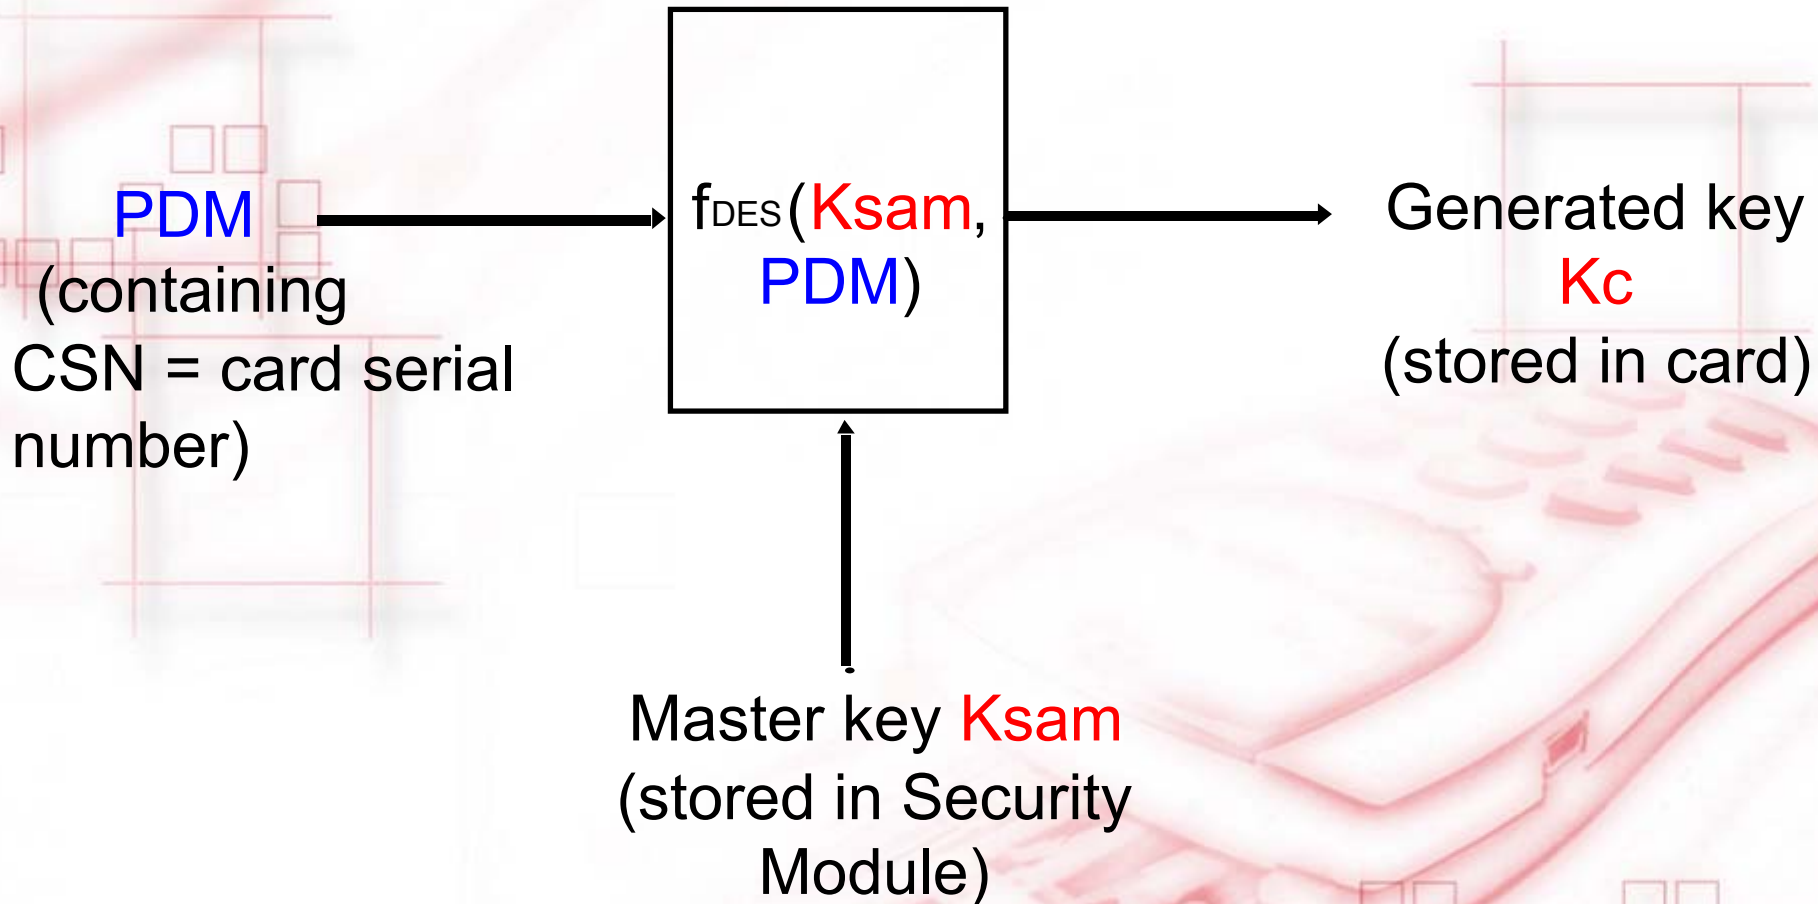 PDM
(containing
CSN = card serial
number)
fDES(Ksam,
PDM)
Generated key
Kc
(stored in card)
Master key Ksam
(stored in Security
Module)